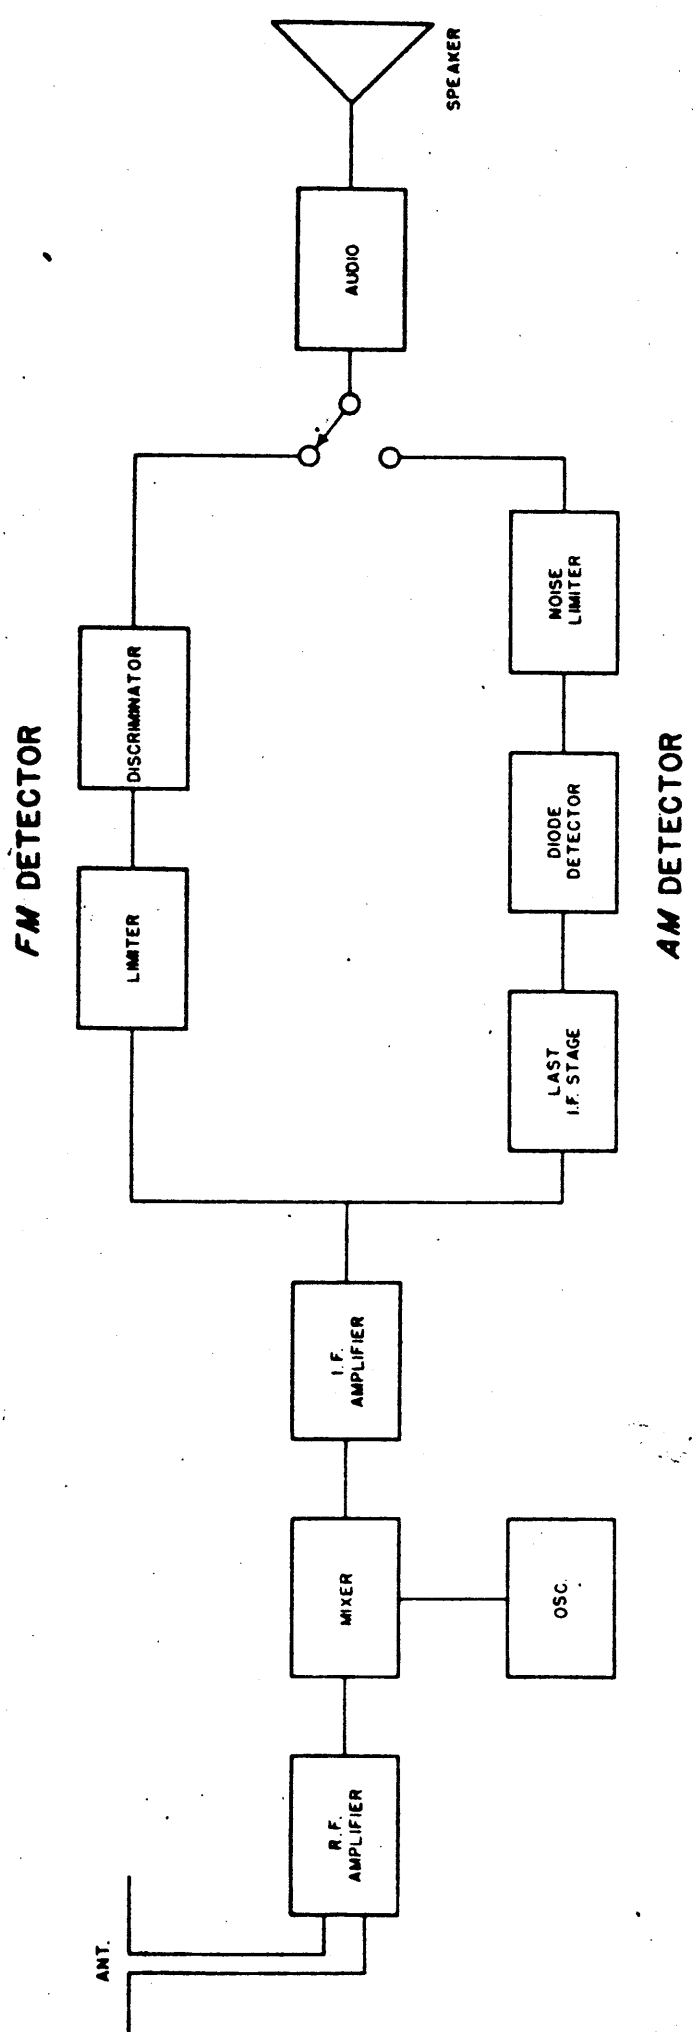 ANT.
R.F.
AMPLIFIER
MIXER
OSC.
I.F.
AMPLIFIER
FM DETECTOR
LIMITER
DISCRIMINATOR
LAST
I.F. STAGE
DIODE
DETECTOR
NOISE
LIMITER
AM DETECTOR
AUDIO
SPEAKER